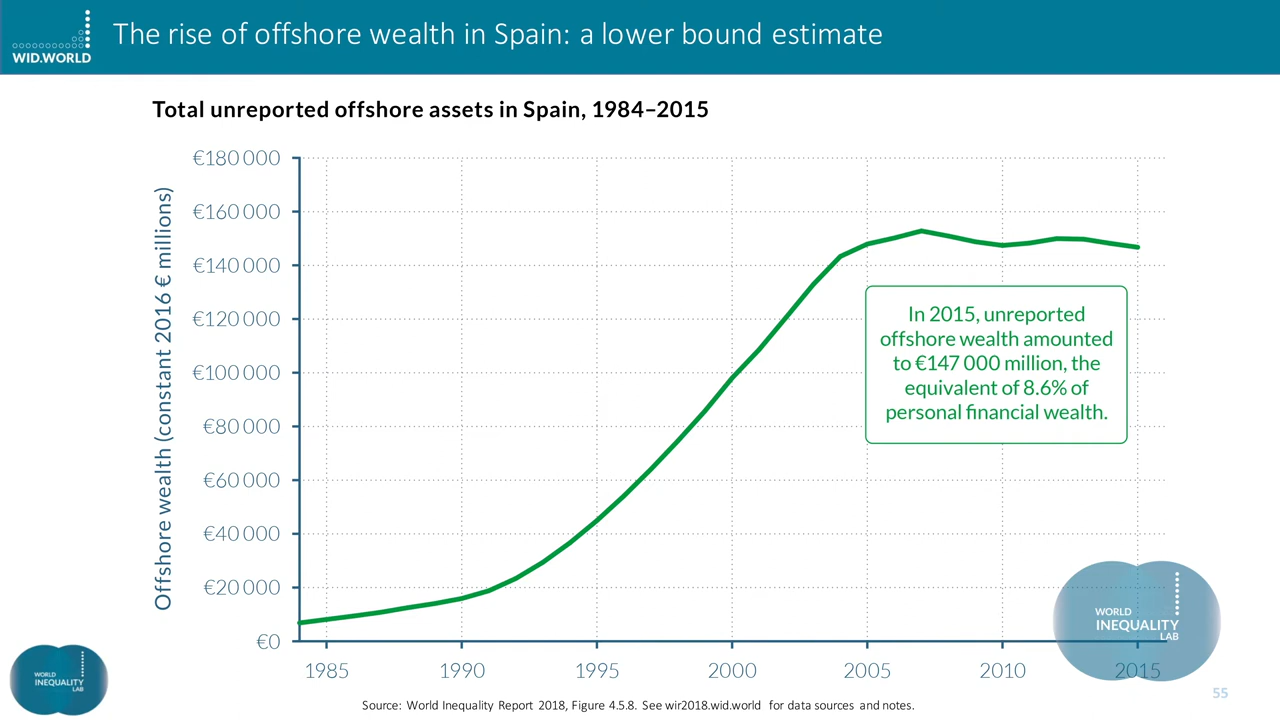 The rise of offshore wealth in Spain: a lower bound estimate
WID.WORLD
Total unreported offshore assets in Spain, 1984–2015
Offshore wealth (constant 2016 € millions)
€180 000
€160 000
€140 000
€120 000
€100 000
€80 000
€60 000
€40 000
€20 000
€0
In 2015, unreported
offshore wealth amounted
to €147 000 million, the
equivalent of 8.6% of
personal financial wealth.
WORLD
INEQUALITY
LAB
1985 1990 1995 2000 2005 2010 2015
WORLD
INEQUALITY
LAB
55
Source: World Inequality Report 2018, Figure 4.5.8. See wir2018.wid.world for data sources and notes.